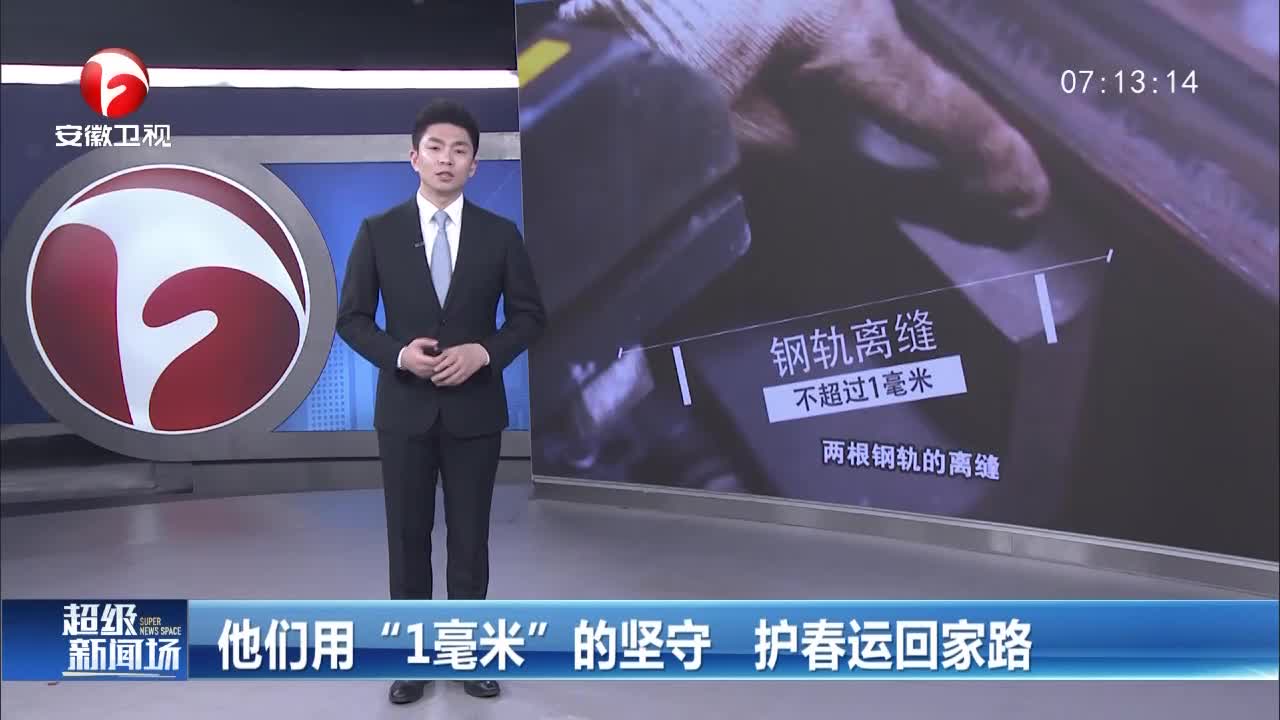 安徽卫视
07:13:14
钢轨离缝
不超过1毫米
两根钢轨的离缝
超级新闻场
SUPER
NEWS SPACE
他们用“1毫米”的坚守 护春运回家路